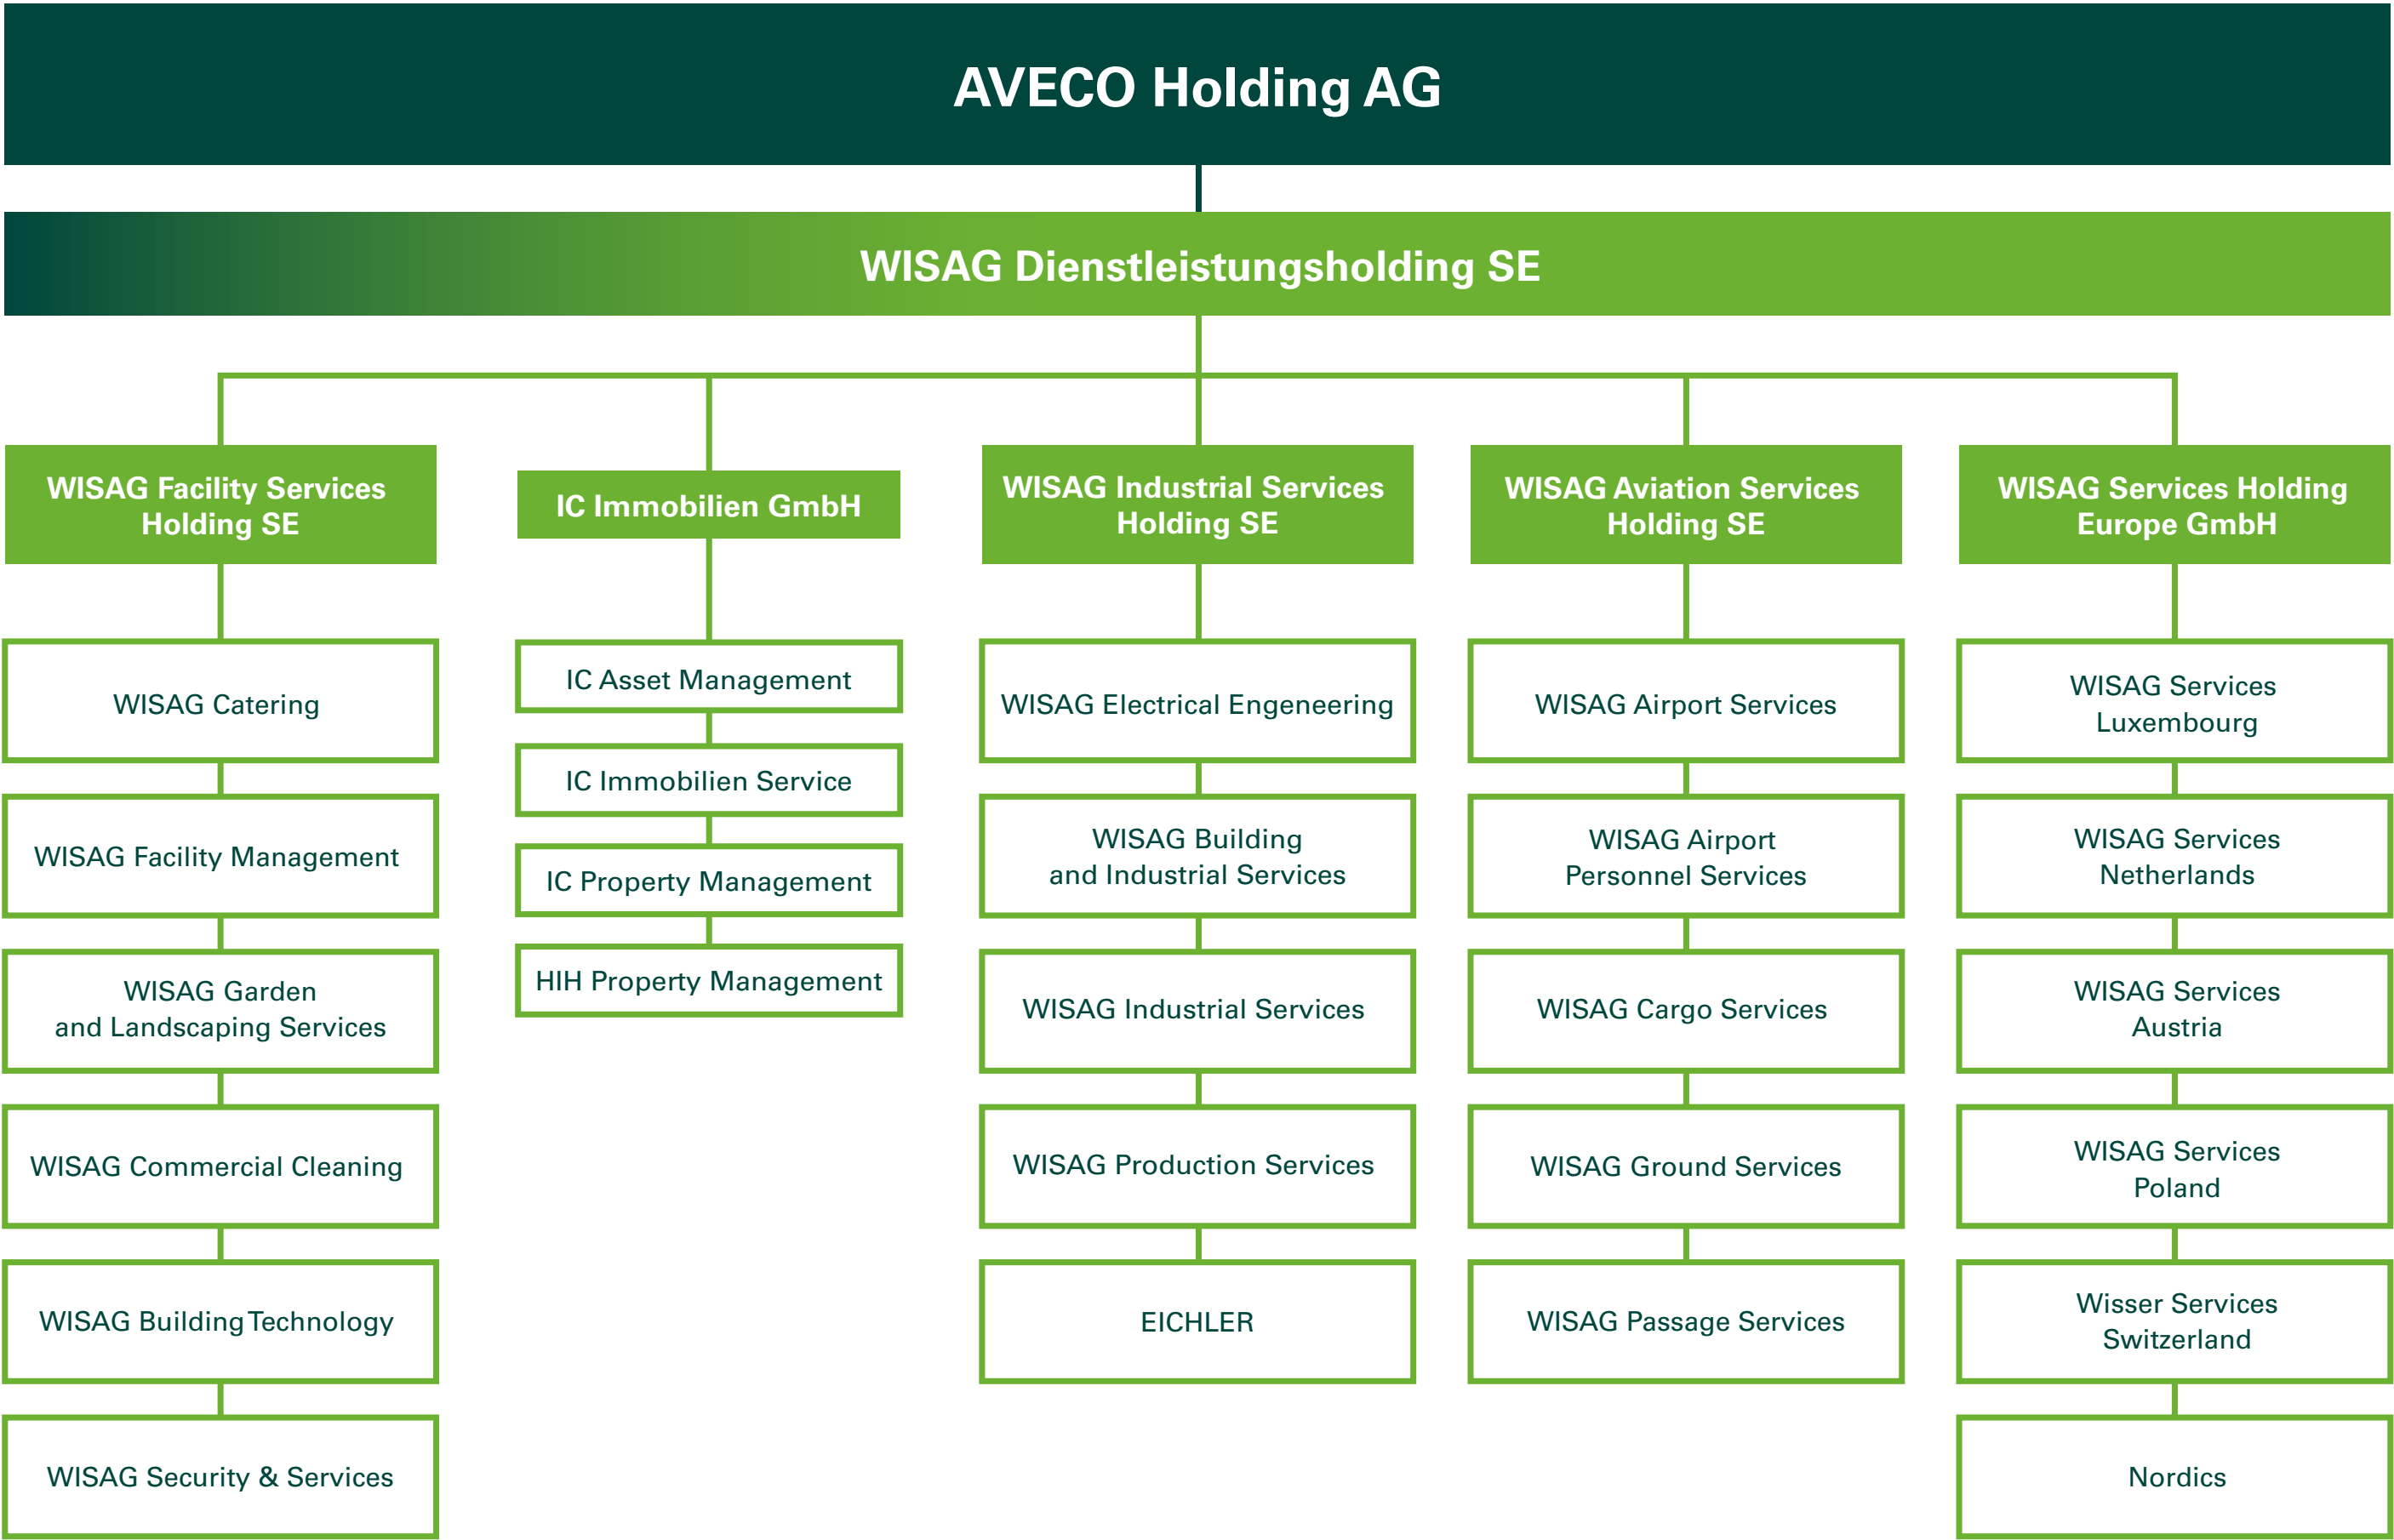 AVECO Holding AG
WISAG Dienstleistungsholding SE
WISAG Facility Services
Holding SE
WISAG Catering
WISAG Facility Management
WISAG Garden
and Landscaping Services
WISAG Commercial Cleaning
WISAG Building Technology
WISAG Security & Services
IC Immobilien GmbH
IC Asset Management
IC Immobilien Service
IC Property Management
HIH Property Management
WISAG Industrial Services
Holding SE
WISAG Electrical Engeneering
WISAG Building
and Industrial Services
WISAG Industrial Services
WISAG Production Services
EICHLER
WISAG Aviation Services
Holding SE
WISAG Airport Services
WISAG Airport
Personnel Services
WISAG Cargo Services
WISAG Ground Services
WISAG Passage Services
WISAG Services Holding
Europe GmbH
WISAG Services
Luxembourg
WISAG Services
Netherlands
WISAG Services
Austria
WISAG Services
Poland
Wisser Services
Switzerland
Nordics